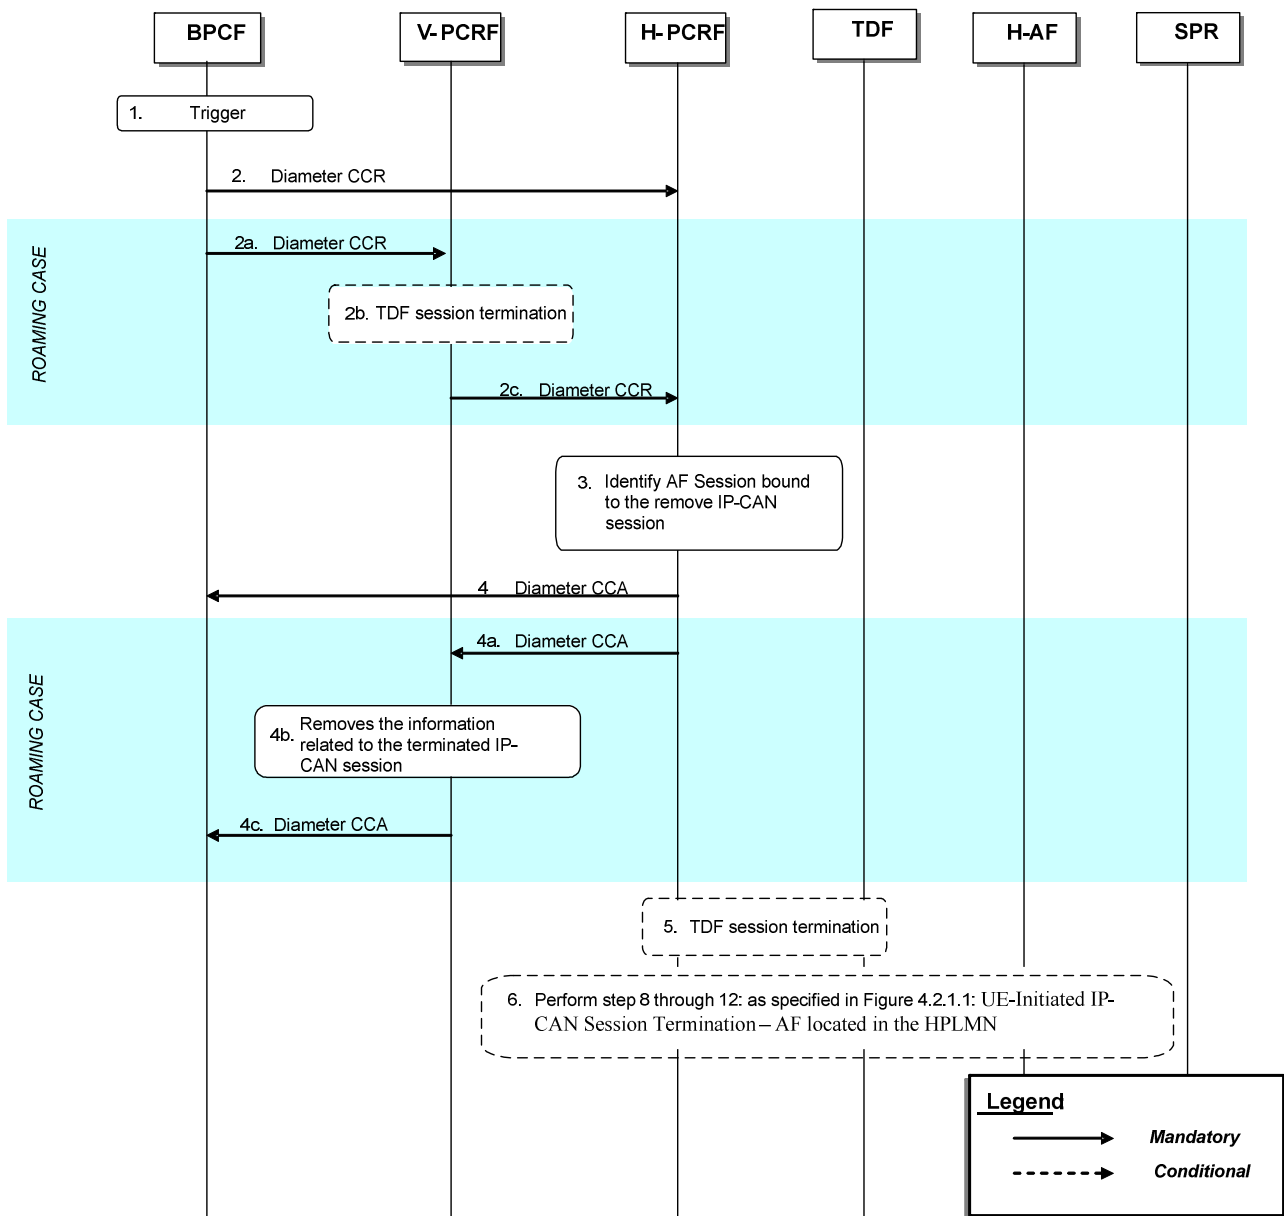 BPCF
V-PCRF
H-PCRF
TDF
H-AF
SPR
1. Trigger
2. Diameter CCR
ROAMING CASE
2a. Diameter CCR
2b. TDF session termination
2c. Diameter CCR
3. Identify AF Session bound
to the remove IP-CAN
session
4 Diameter CCA
ROAMING CASE
4a. Diameter CCA
4b. Removes the information
related to the terminated IP-
CAN session
4c. Diameter CCA
5. TDF session termination
6. Perform step 8 through 12: as specified in Figure 4.2.1.1: UE-Initiated IP-
CAN Session Termination – AF located in the HPLMN
Legend
Mandatory
Conditional